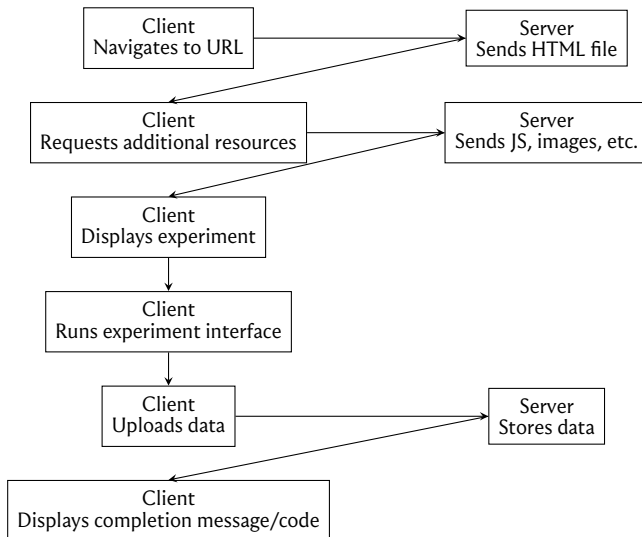 Client
Navigates to URL
Server
Sends HTML file
Client
Requests additional resources
Server
Sends JS, images, etc.
Client
Displays experiment
Client
Runs experiment interface
Client
Uploads data
Server
Stores data
Client
Displays completion message/code